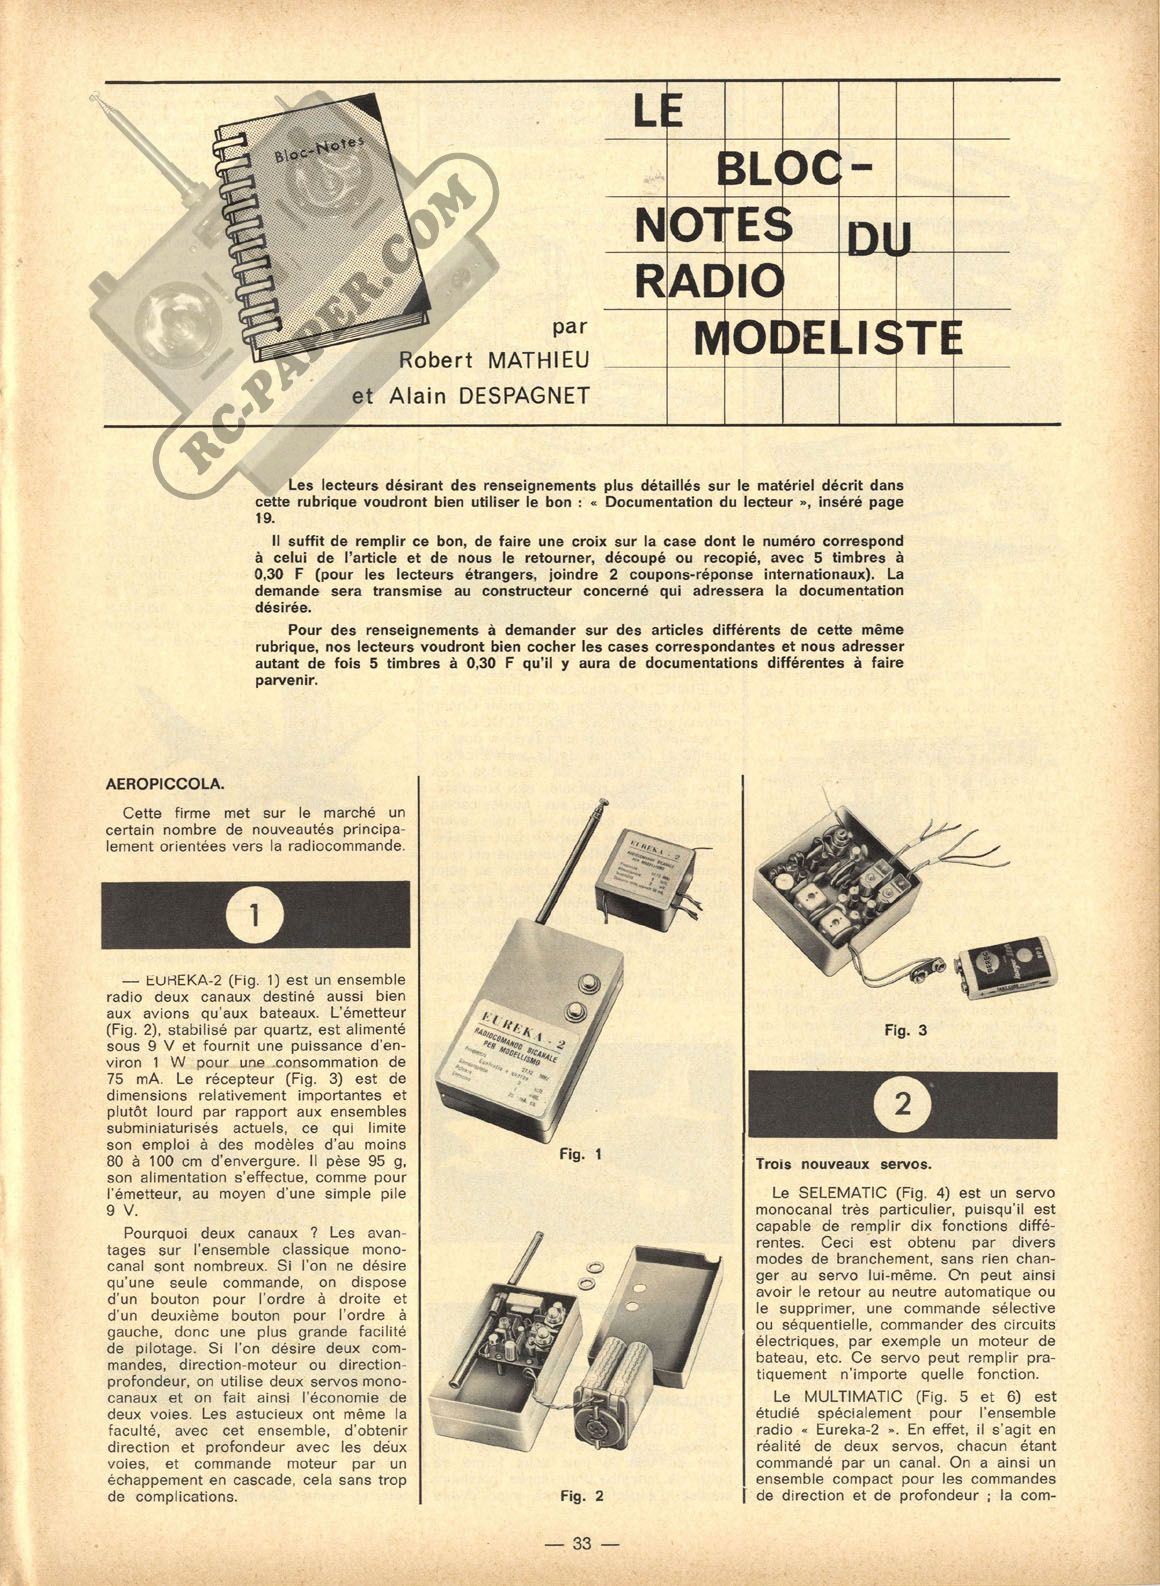 LE
BLOC-
NOTES DU
RADIO
MODELISTE
Bloc-Notes
RC-PAPER.COM
par
Robert MATHIEU
et Alain DESPAGNET
Les lecteurs désirant des renseignements plus détaillés sur le matériel décrit dans
cette rubrique voudront bien utiliser le bon : « Documentation du lecteur », inséré page
19.
Il suffit de remplir ce bon, de faire une croix sur la case dont le numéro correspond
à celui de l'article et de nous le retourner, découpé ou recopié, avec 5 timbres à
0,30 F (pour les lecteurs étrangers, joindre 2 coupons-réponse internationaux). La
demande sera transmise au constructeur concerné qui adressera la documentation
désirée.
Pour des renseignements à demander sur des articles différents de cette même
rubrique, nos lecteurs voudront bien cocher les cases correspondantes et nous adresser
autant de fois 5 timbres à 0,30 F qu'il y aura de documentations différentes à faire
parvenir.
AEROPICCOLA.
Cette firme met sur le marché un
certain nombre de nouveautés principa-
lement orientées vers la radiocommande.
1
— EUREKA-2 (Fig. 1) est un ensemble
radio deux canaux destiné aussi bien
aux avions qu'aux bateaux. L'émetteur
(Fig. 2), stabilisé par quartz, est alimenté
sous 9 V et fournit une puissance d'en-
viron 1 W pour une consommation de
75 mA. Le récepteur (Fig. 3) est de
dimensions relativement importantes et
plutôt lourd par rapport aux ensembles
subminiaturisés actuels, ce qui limite
son emploi à des modèles d'au moins
80 à 100 cm d'envergure. Il pèse 95 g,
son alimentation s'effectue, comme pour
l'émetteur, au moyen d'une simple pile
9 V.
Pourquoi deux canaux ? Les avan-
tages sur l'ensemble classique mono-
canal sont nombreux. Si l'on ne désire
qu'une seule commande, on dispose
d'un bouton pour l'ordre à droite et
d'un deuxième bouton pour l'ordre à
gauche, donc une plus grande facilité
de pilotage. Si l'on désire deux com-
mandes, direction-moteur ou direction-
profondeur, on utilise deux servos mono-
canaux et on fait ainsi l'économie de
deux voies. Les astucieux ont même la
faculté, avec cet ensemble, d'obtenir
direction et profondeur avec les deux
voies, et commande moteur par un
échappement en cascade, cela sans trop
de complications.
EUREKA - 2
RADIOCOMANDO BICANALE
PER MODELLISMO
EUREKA - 2
RADIOCOMANDO BICANALE
PER MODELLISMO
Fig. 1
Fig. 2
Fig. 3
2
Trois nouveaux servos.
Le SELEMATIC (Fig. 4) est un servo
monocanal très particulier, puisqu'il est
capable de remplir dix fonctions diffé-
rentes. Ceci est obtenu par divers
modes de branchement, sans rien chan-
ger au servo lui-même. On peut ainsi
avoir le retour au neutre automatique ou
le supprimer, une commande sélective
ou séquentielle, commander des circuits
électriques, par exemple un moteur de
bateau, etc. Ce servo peut remplir pra-
tiquement n'importe quelle fonction.
Le MULTIMATIC (Fig. 5 et 6) est
étudié spécialement pour l'ensemble
radio « Eureka-2 ». En effet, il s'agit en
réalité de deux servos, chacun étant
commandé par un canal. On a ainsi un
ensemble compact pour les commandes
de direction et de profondeur ; la com-
— 33 —